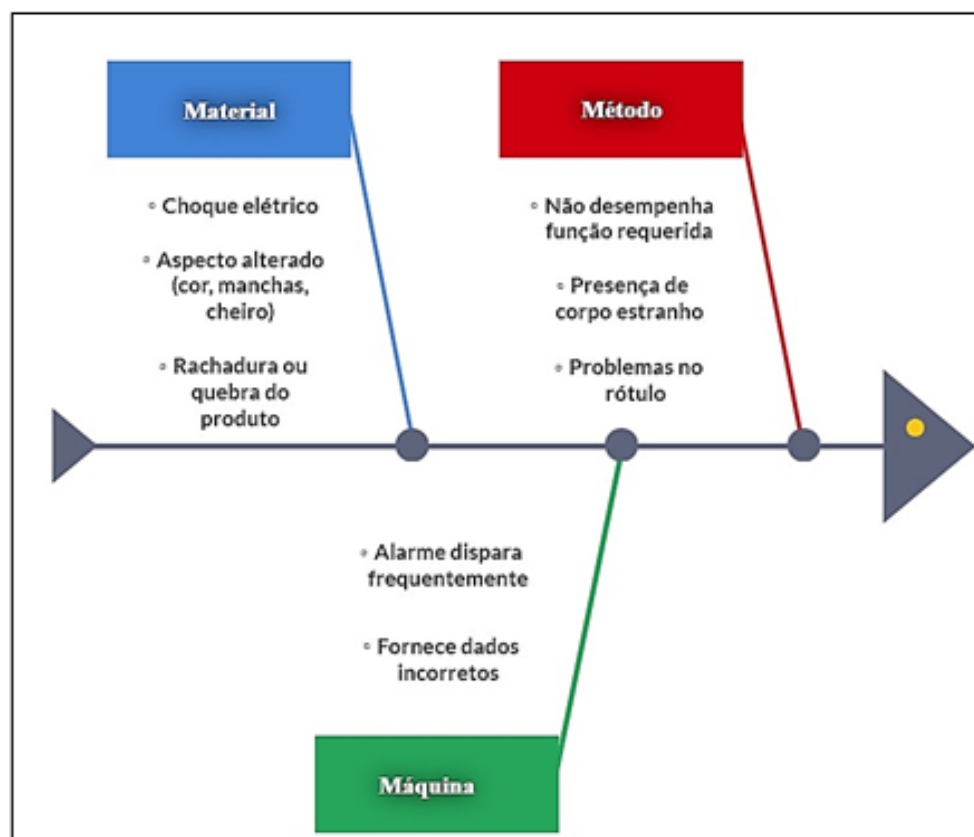 Material
◦ Choque elétrico
◦ Aspecto alterado
(cor, manchas,
cheiro)
◦ Rachadura ou
quebra do
produto
Método
◦ Não desempenha
função requerida
◦ Presença de
corpo estranho
◦ Problemas no
rótulo
◦ Alarme dispara
frequentemente
◦ Fornece dados
incorretos
Máquina